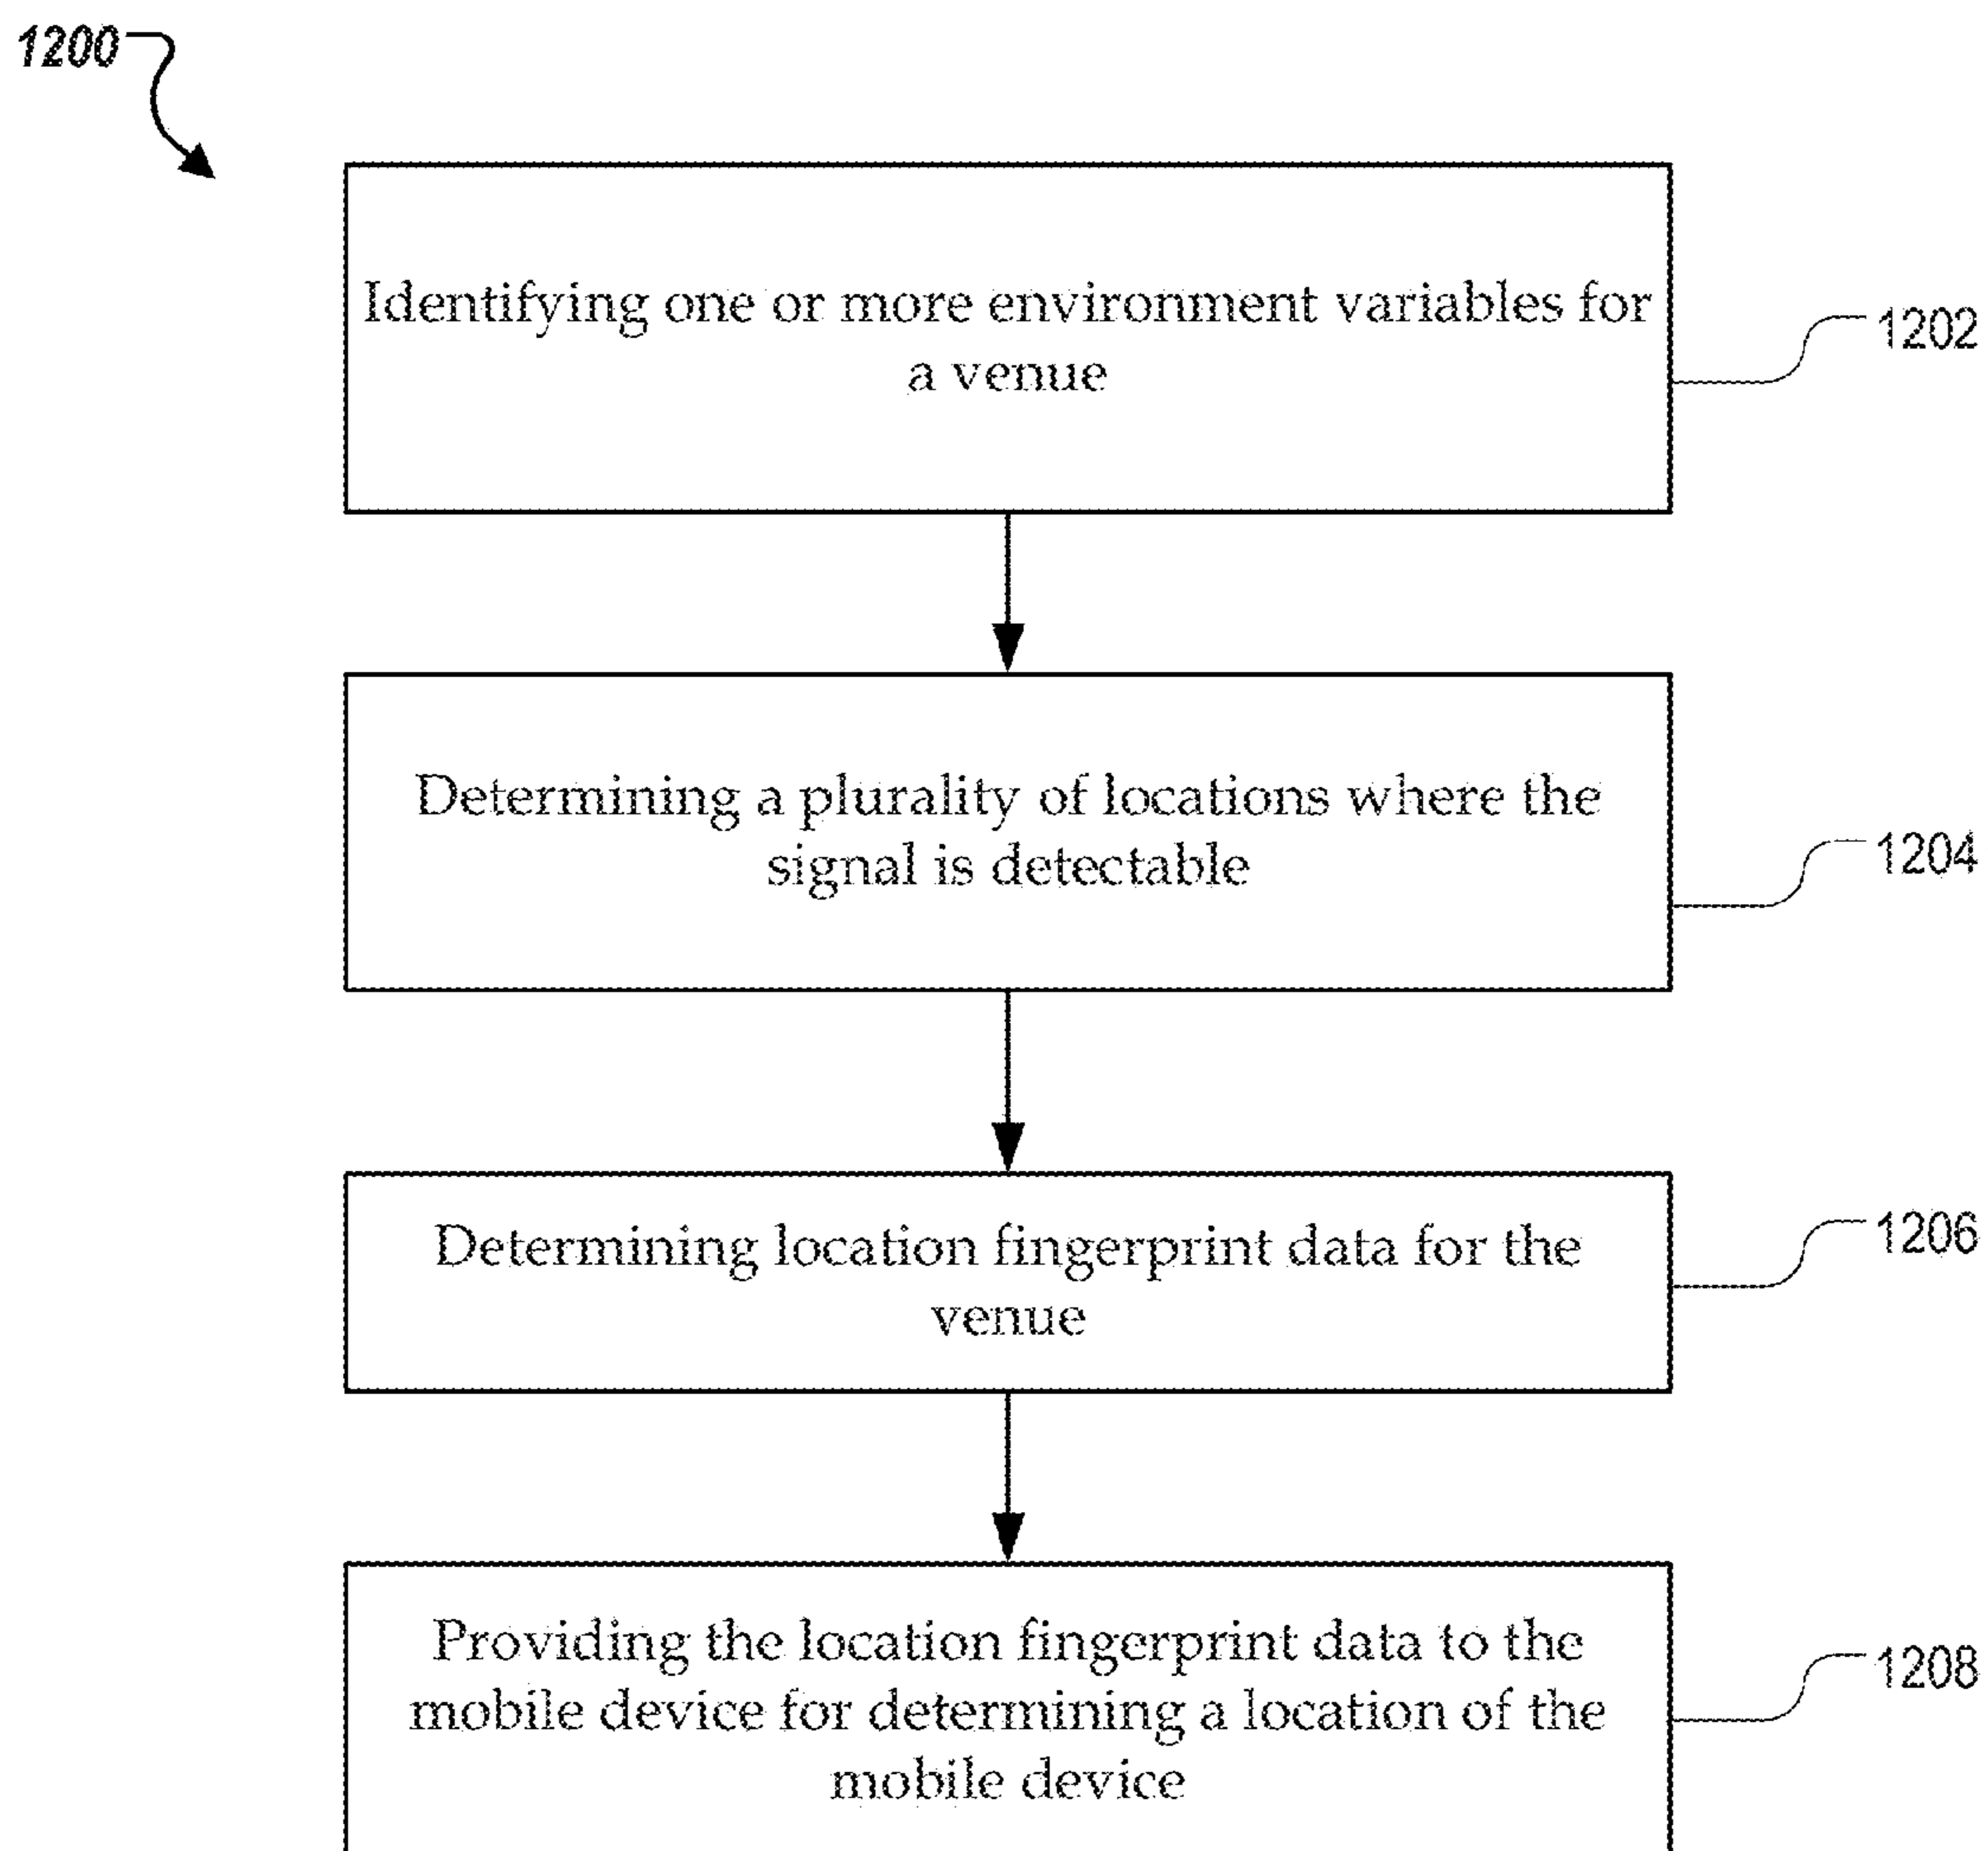 1200
Identifying one or more environment variables for
a venue
1202
Determining a plurality of locations where the
signal is detectable
1204
Determining location fingerprint data for the
venue
1206
Providing the location fingerprint data to the
mobile device for determining a location of the
mobile device
1208